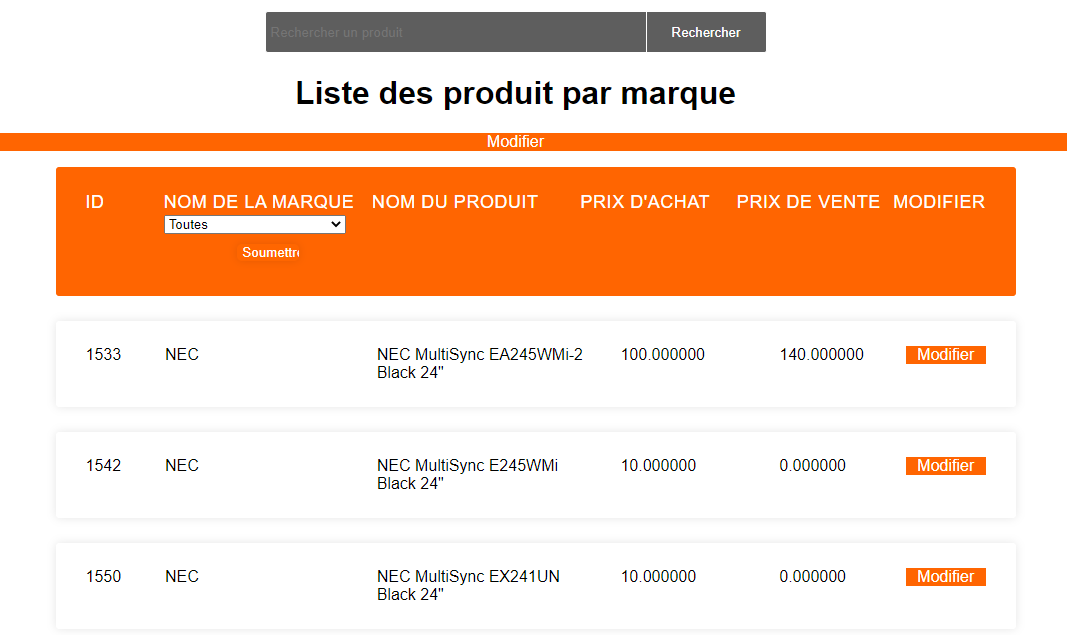 Rechercher un produit Rechercher
Liste des produit par marque
Modifier
ID NOM DE LA MARQUE NOM DU PRODUIT PRIX D'ACHAT PRIX DE VENTE MODIFIER
Toutes
Soumettre
1533 NEC NEC MultiSync EA245WMi-2 100.000000 140.000000 Modifier
Black 24"
1542 NEC NEC MultiSync E245WMi 10.000000 0.000000 Modifier
Black 24"
1550 NEC NEC MultiSync EX241UN 10.000000 0.000000 Modifier
Black 24"